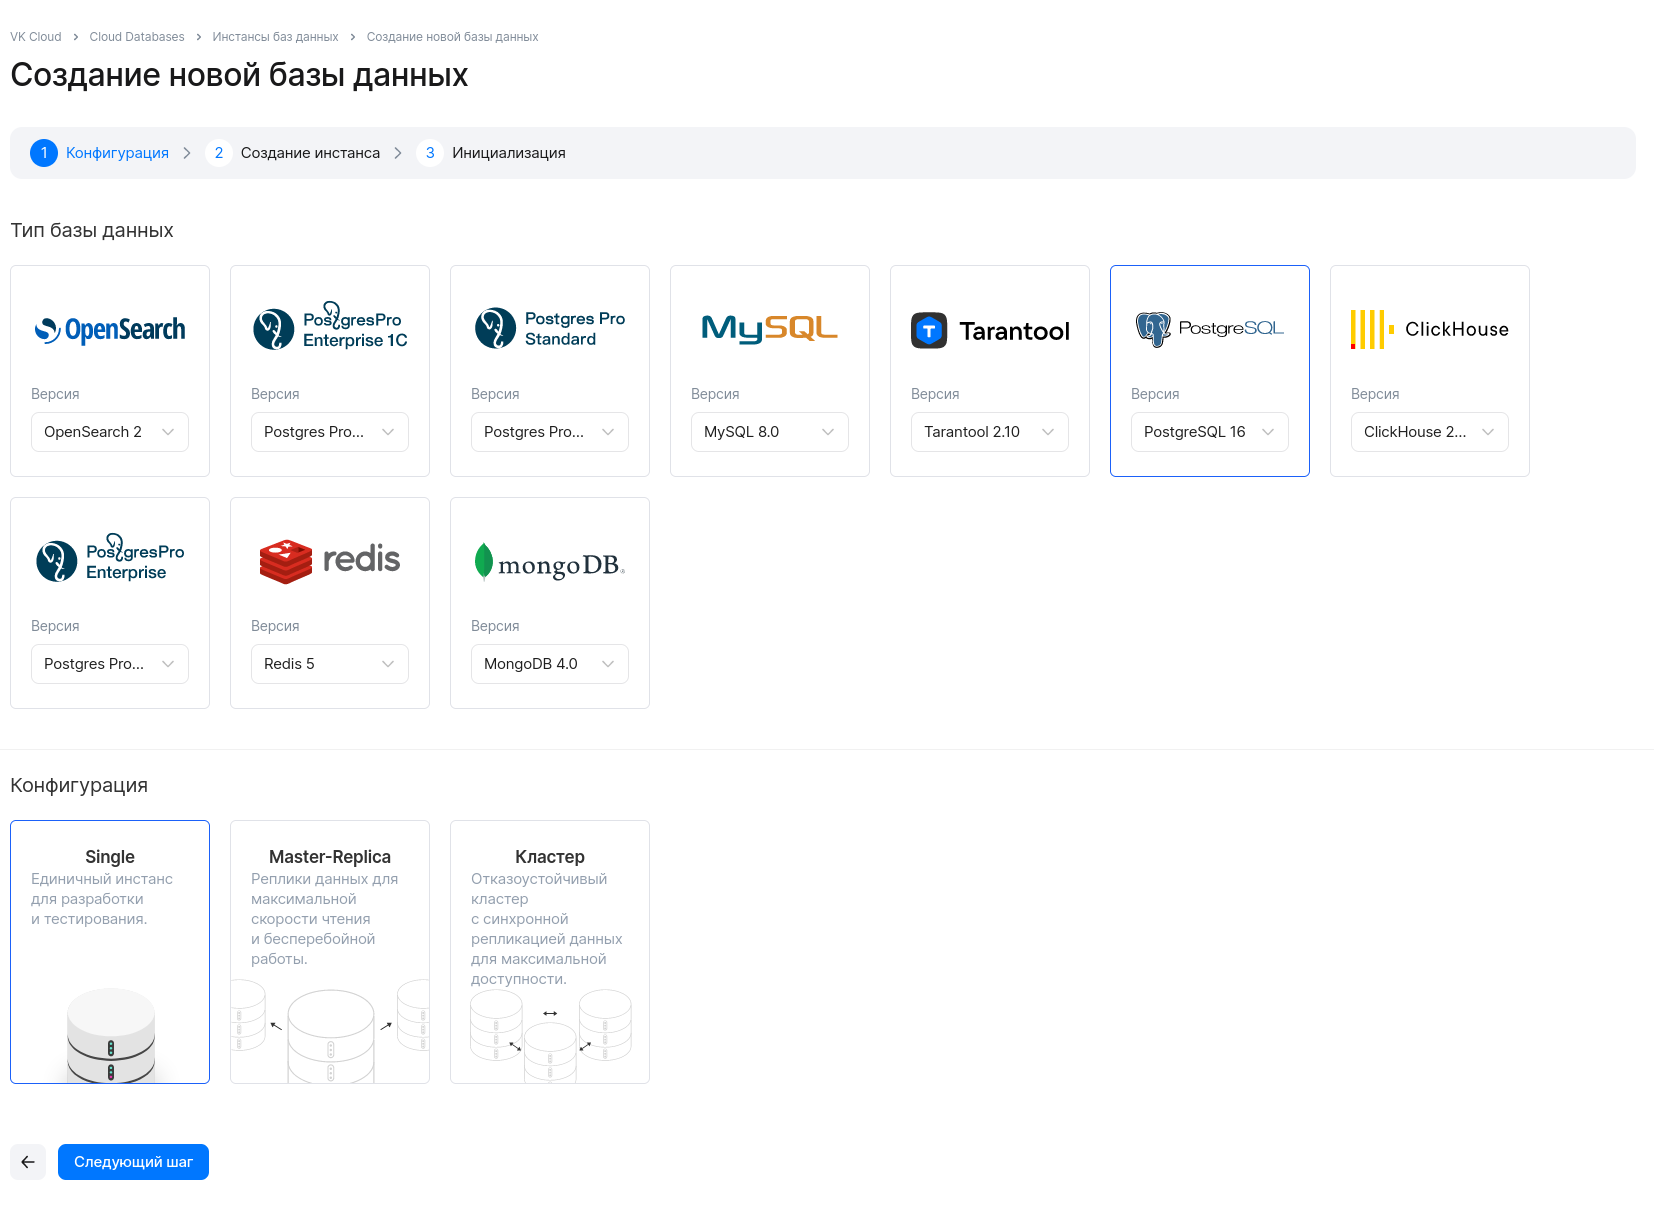 VK Cloud > Cloud Databases > Инстансы баз данных > Создание новой базы данных
Создание новой базы данных
1 Конфигурация > 2 Создание инстанса > 3 Инициализация
Тип базы данных
OpenSearch
Версия
OpenSearch 2
PostgresPro
Enterprise 1C
Версия
Postgres Pro...
Postgres Pro
Standard
Версия
Postgres Pro...
MySQL
Версия
MySQL 8.0
Tarantool
Версия
Tarantool 2.10
PostgreSQL
Версия
PostgreSQL 16
ClickHouse
Версия
ClickHouse 2...
PostgresPro
Enterprise
Версия
Postgres Pro...
redis
Версия
Redis 5
mongoDB
Версия
MongoDB 4.0
Конфигурация
Single
Единичный инстанс
для разработки
и тестирования.
Master-Replica
Реплики данных для
максимальной
скорости чтения
и бесперебойной
работы.
Кластер
Отказоустойчивый
кластер
с синхронной
репликацией данных
для максимальной
доступности.
Следующий шаг